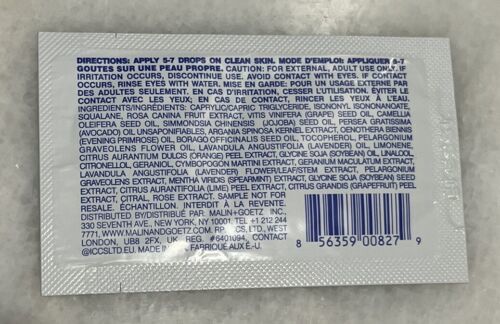 DIRECTIONS: APPLY 5-7 DROPS ON CLEAN SKIN. MODE D'EMPLOI: APPLIQUER 5-7
GOUTES SUR UNE PEAU PROPRE. CAUTION: FOR EXTERNAL, ADULT USE ONLY. IF
IRRITATION OCCURS, DISCONTINUE USE. AVOID CONTACT WITH EYES. IF CONTACT
OCCURS, RINSE EYES WITH WATER. MISE EN GARDE: POUR UN USAGE EXTERNE PAR
DES ADULTES SEULEMENT. EN CAS D'IRRITATION, CESSER L'UTILISATION. ÉVITER LE
CONTACT AVEC LES YEUX; EN CAS DE CONTACT, RINCER LES YEUX À L'EAU.
INGREDIENTS/INGRÉDIENTS: CAPRYLIC/CAPRIC TRIGLYCERIDE, ISONONYL ISONONANOATE,
SQUALANE, ROSA CANINA FRUIT EXTRACT, VITIS VINIFERA (GRAPE) SEED OIL, CAMELLIA
OLEIFERA SEED OIL, SIMMONDSIA CHINENSIS (JOJOBA) SEED OIL, PERSEA GRATISSIMA
(AVOCADO) OIL UNSAPONIFIABLES, ARGANIA SPINOSA KERNEL EXTRACT, OENOTHERA BIENNIS
(EVENING PRIMROSE) OIL, BORAGO OFFICINALIS SEED OIL, TOCOPHEROL, PELARGONIUM
GRAVEOLENS FLOWER OIL, LAVANDULA ANGUSTIFOLIA (LAVENDER) OIL, LIMONENE,
CITRUS AURANTIUM DULCIS (ORANGE) PEEL EXTRACT, GLYCINE SOJA (SOYBEAN) OIL, LINALOOL,
CITRONELLOL, GERANIOL, CYMBOPOGON MARTINI EXTRACT, GERANIUM MACULATUM EXTRACT,
LAVANDULA ANGUSTIFOLIA (LAVENDER) FLOWER/LEAF/STEM EXTRACT, PELARGONIUM
GRAVEOLENS EXTRACT, MENTHA VIRIDIS (SPEARMINT) EXTRACT, GLYCINE SOJA (SOYBEAN) SEED
EXTRACT, CITRUS AURANTIFOLIA (LIME) PEEL EXTRACT, CITRUS GRANDIS (GRAPEFRUIT) PEEL
EXTRACT, CITRAL, ROSE EXTRACT. SAMPLE NOT FOR
RESALE. ÉCHANTILLON. INTERDIT À LA REVENTE.
DISTRIBUTED BY/DISTRIBUÉ PAR: MALIN+GOETZ INC.,
330 SEVENTH AVE., NEW YORK, NY 10001. TEL +1 212 244
7771, WWW.MALINANDGOETZ.COM. RP: CCS, LTD. WEST
LONDON, UB8 2FX, UK, REG. #6401094, CONTACT
@ICCSLTD.EU. MADE IN U.S.A. FABRIQUÉ AUX É.-U.
8 56359 00827 9